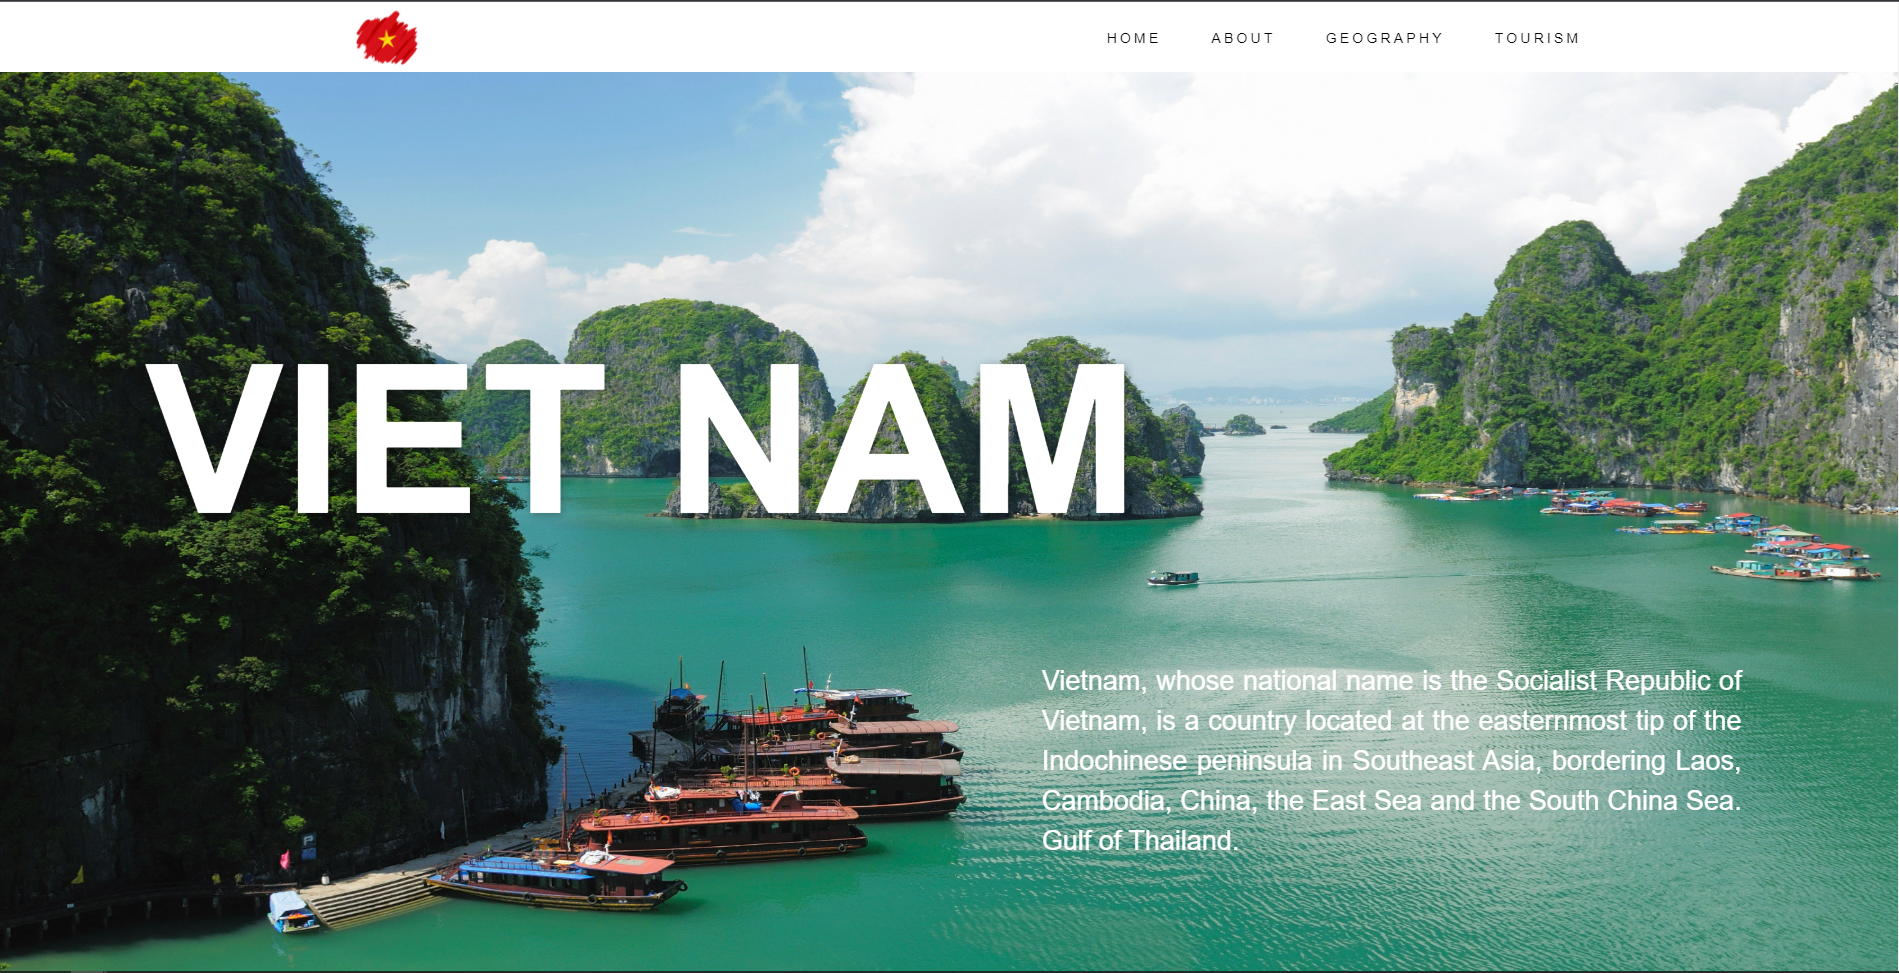 HOME ABOUT GEOGRAPHY TOURISM
VIET NAM
Vietnam, whose national name is the Socialist Republic of
Vietnam, is a country located at the easternmost tip of the
Indochinese peninsula in Southeast Asia, bordering Laos,
Cambodia, China, the East Sea and the South China Sea.
Gulf of Thailand.
P